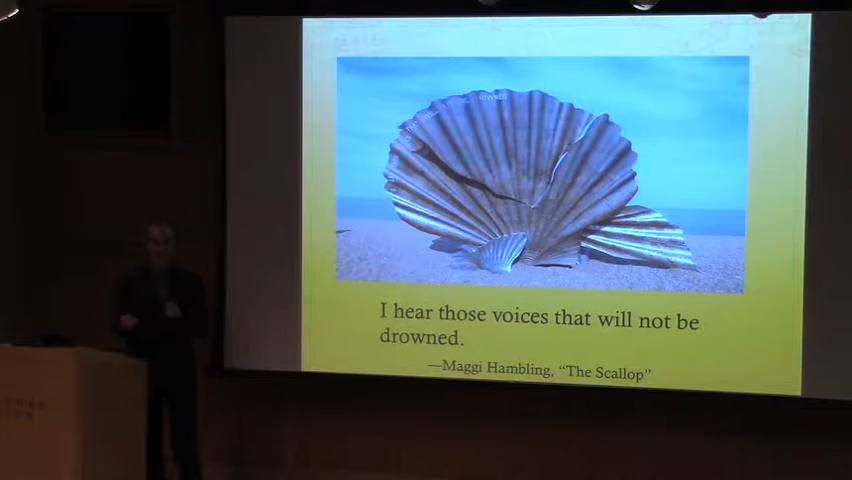 I hear those voices that will not be
drowned.
—Maggi Hambling, “The Scallop”